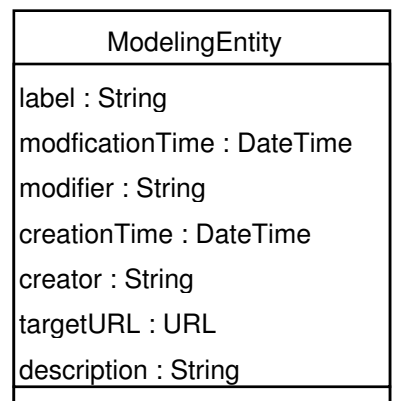 ModelingEntity
label : String
modficationTime : DateTime
modifier : String
creationTime : DateTime
creator : String
targetURL : URL
description : String